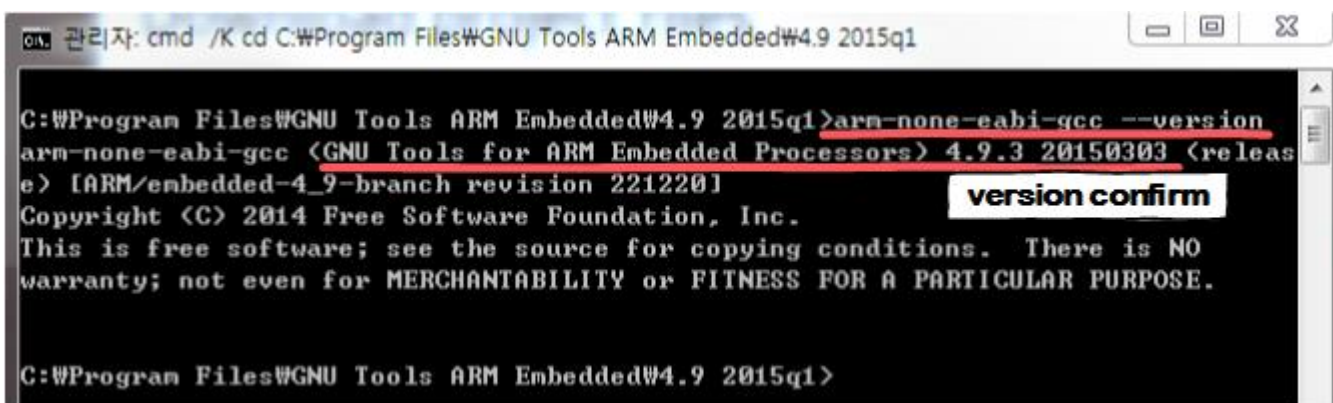 관리자: cmd /K cd C:₩Program Files₩GNU Tools ARM Embedded₩4.9 2015q1
C:₩Program Files₩GNU Tools ARM Embedded₩4.9 2015q1>arm-none-eabi-gcc --version
arm-none-eabi-gcc (GNU Tools for ARM Embedded Processors) 4.9.3 20150303 (releas
e) [ARM/embedded-4_9-branch revision 221220]
version confirm
Copyright (C) 2014 Free Software Foundation, Inc.
This is free software; see the source for copying conditions.  There is NO
warranty; not even for MERCHANTABILITY or FITNESS FOR A PARTICULAR PURPOSE.
C:₩Program Files₩GNU Tools ARM Embedded₩4.9 2015q1>